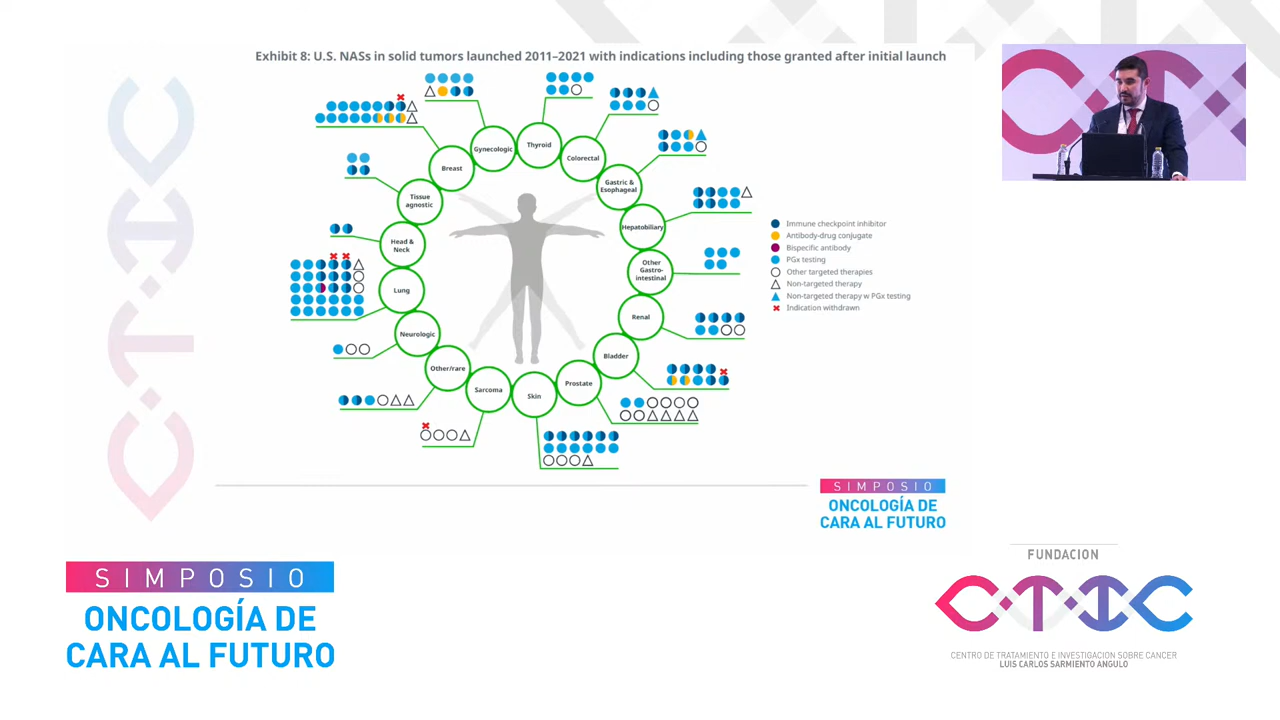 Exhibit 8: U.S. NASs in solid tumors launched 2011–2021 with indications including those granted after initial launch
Gynecologic
Thyroid
Colorectal
Gastric &
Esophageal
Hepatobiliary
Other
Gastro-
intestinal
Renal
Bladder
Prostate
Skin
Sarcoma
Other/rare
Neurologic
Lung
Head &
Neck
Tissue
agnostic
Breast
Immune checkpoint inhibitor
Antibody-drug conjugate
Bispecific antibody
PGx testing
Other targeted therapies
Non-targeted therapy
Non-targeted therapy w PGx testing
Indication withdrawn
SIMPOSIO
ONCOLOGÍA DE
CARA AL FUTURO
SIMPOSIO
ONCOLOGÍA DE
CARA AL FUTURO
FUNDACION
CTIC
CENTRO DE TRATAMIENTO E INVESTIGACION SOBRE CANCER
LUIS CARLOS SARMIENTO ANGULO